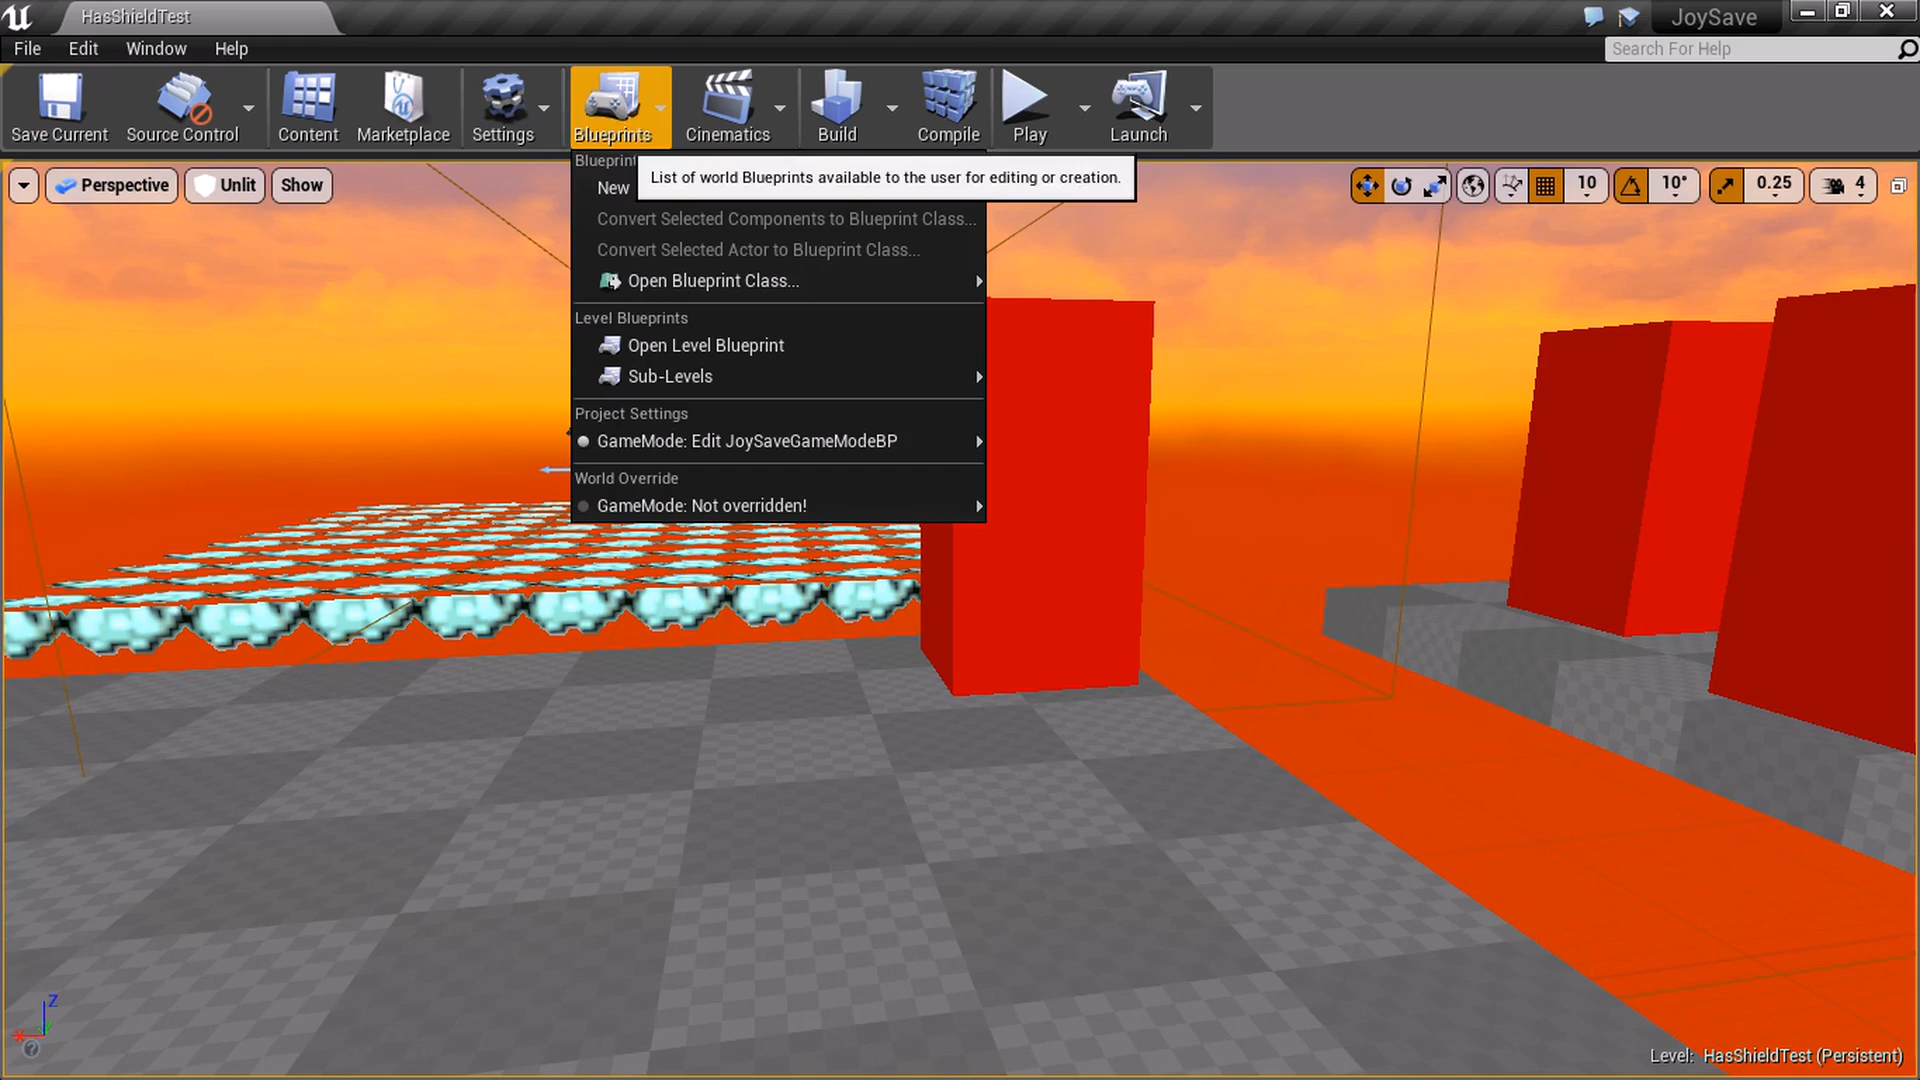 HasShieldTest
JoySave
File Edit Window Help
Search For Help
Save Current Source Control Content Marketplace Settings Blueprints Cinematics Build Compile Play Launch
Perspective Unlit Show
10 10° 0.25 4
Blueprint
List of world Blueprints available to the user for editing or creation.
New
Convert Selected Components to Blueprint Class...
Convert Selected Actor to Blueprint Class...
Open Blueprint Class...
Level Blueprints
Open Level Blueprint
Sub-Levels
Project Settings
GameMode: Edit JoySaveGameModeBP
World Override
GameMode: Not overridden!
Z
X
Level: HasShieldTest (Persistent)